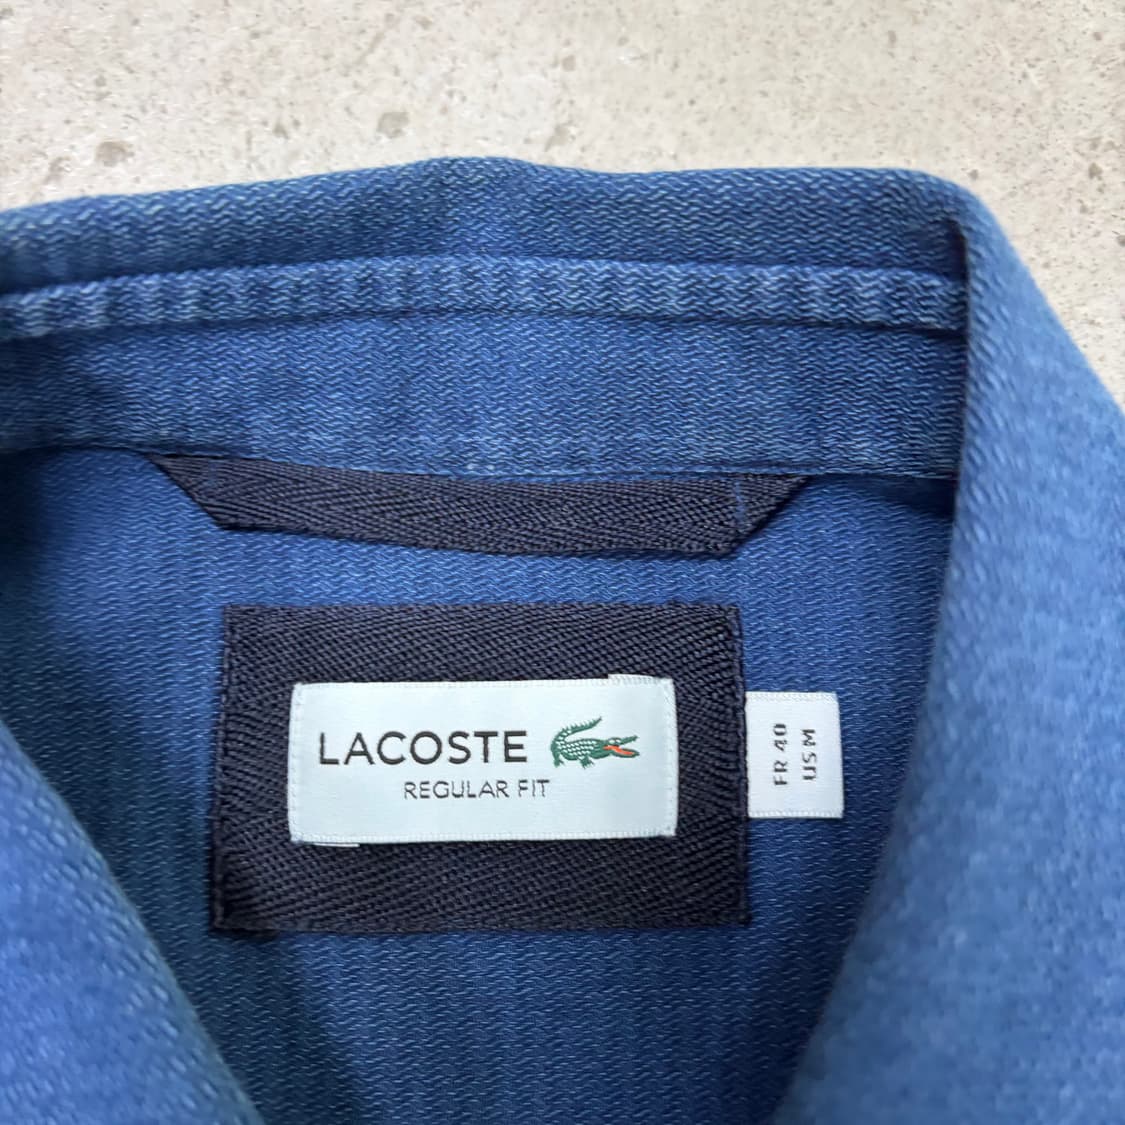 LACOSTE
REGULAR FIT
FR 40
US M